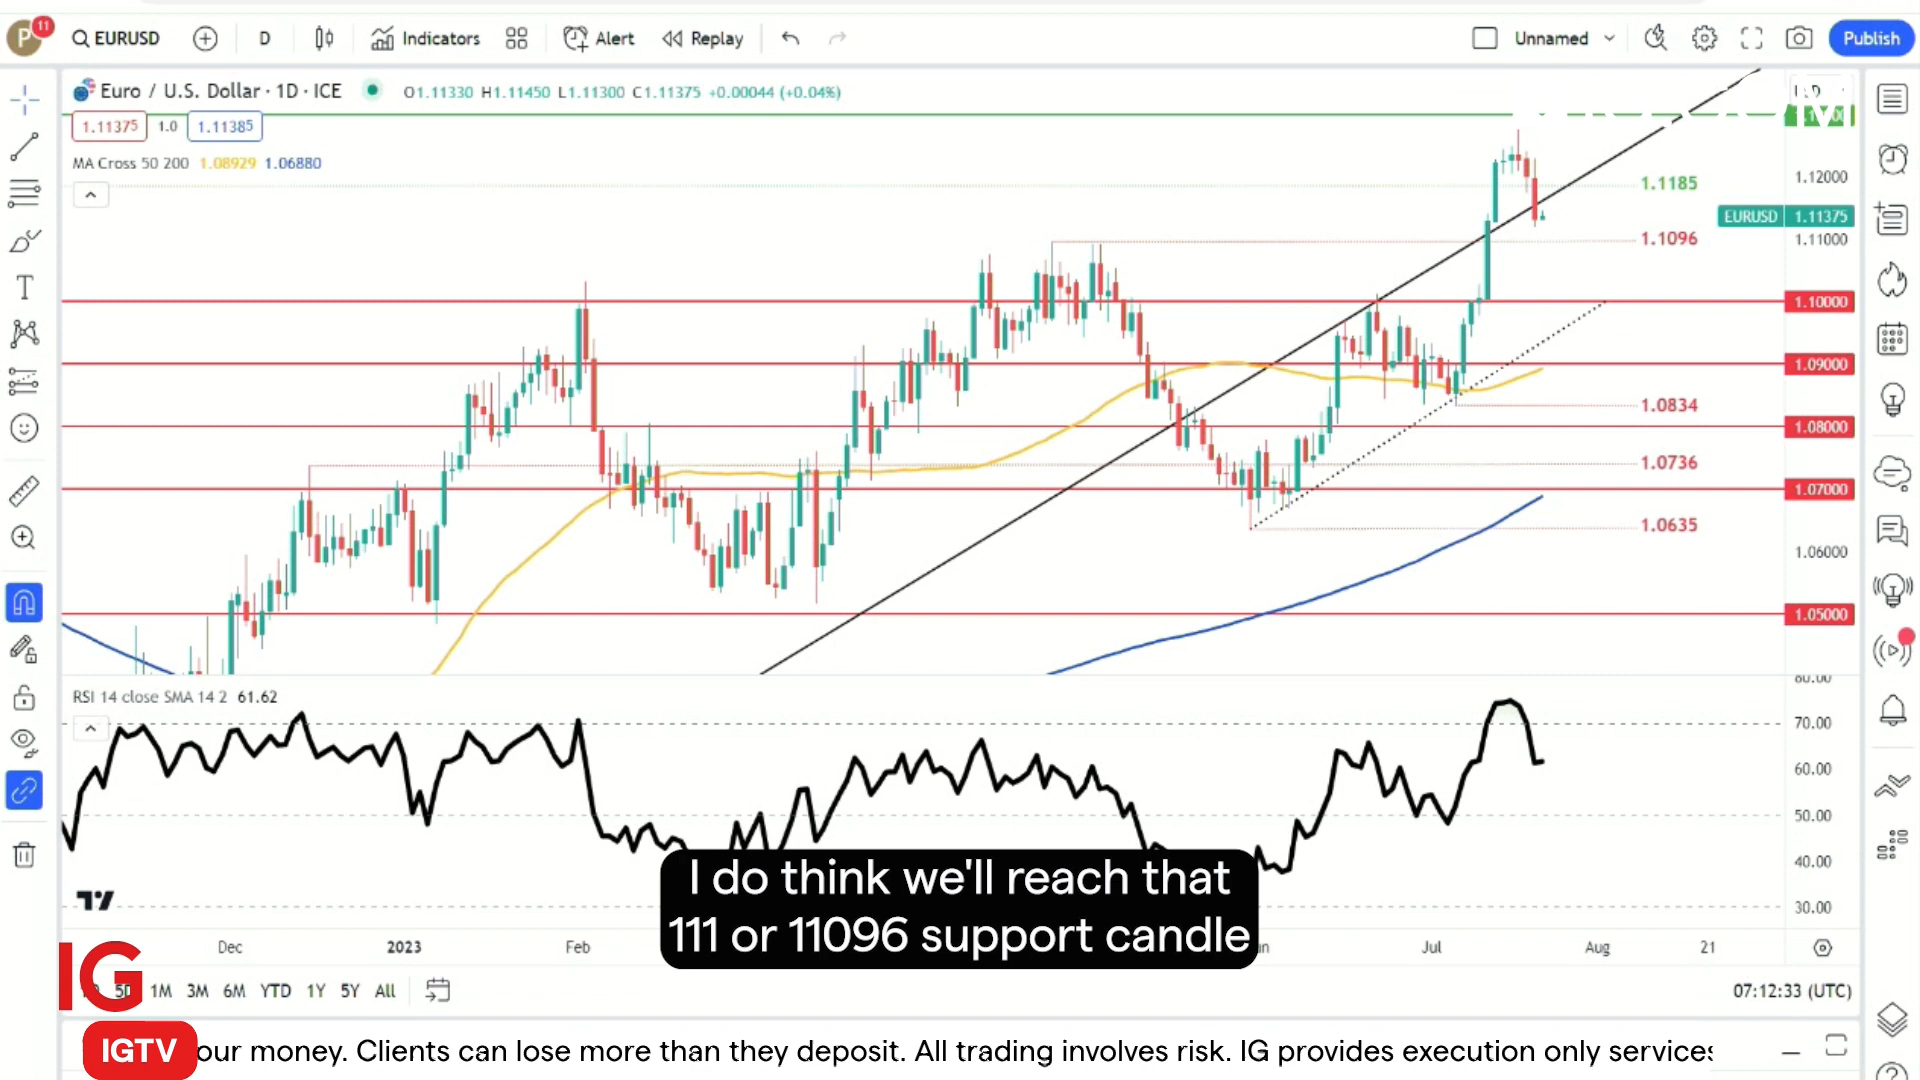 P 11 EURUSD D Indicators Alert Replay Unnamed Publish
Euro / U.S. Dollar · 1D · ICE O1.11330 H1.11450 L1.11300 C1.11375 +0.00044 (+0.04%)
1.11375 1.0 1.11385
MA Cross 50 200 1.08929 1.06880
1.12000
1.1185
EURUSD 1.11375
1.1096
1.11000
1.10000
1.09000
1.0834
1.08000
1.0736
1.07000
1.0635
1.06000
1.05000
RSI 14 close SMA 14 2 61.62
80.00
70.00
60.00
50.00
40.00
30.00
I do think we'll reach that
111 or 11096 support candle
Dec 2023 Feb Jul Aug 21
IG
5D 1M 3M 6M YTD 1Y 5Y All 07:12:33 (UTC)
IGTV our money. Clients can lose more than they deposit. All trading involves risk. IG provides execution only services